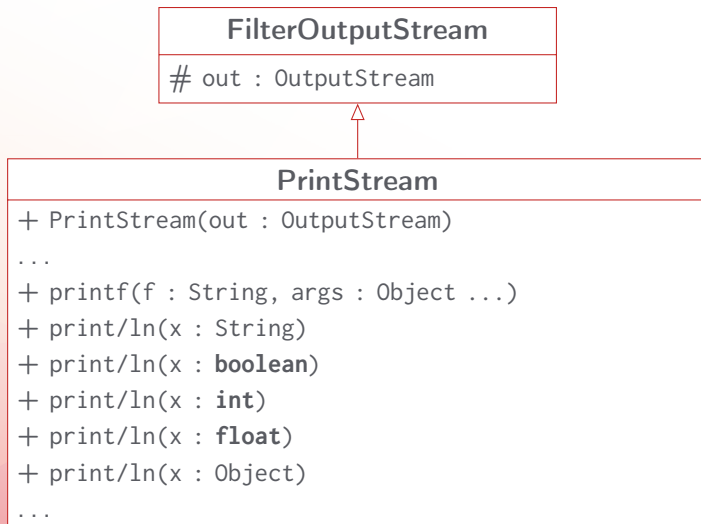 FilterOutputStream
# out : OutputStream
PrintStream
+ PrintStream(out : OutputStream)
...
+ printf(f : String, args : Object ...)
+ print/ln(x : String)
+ print/ln(x : boolean)
+ print/ln(x : int)
+ print/ln(x : float)
+ print/ln(x : Object)
...